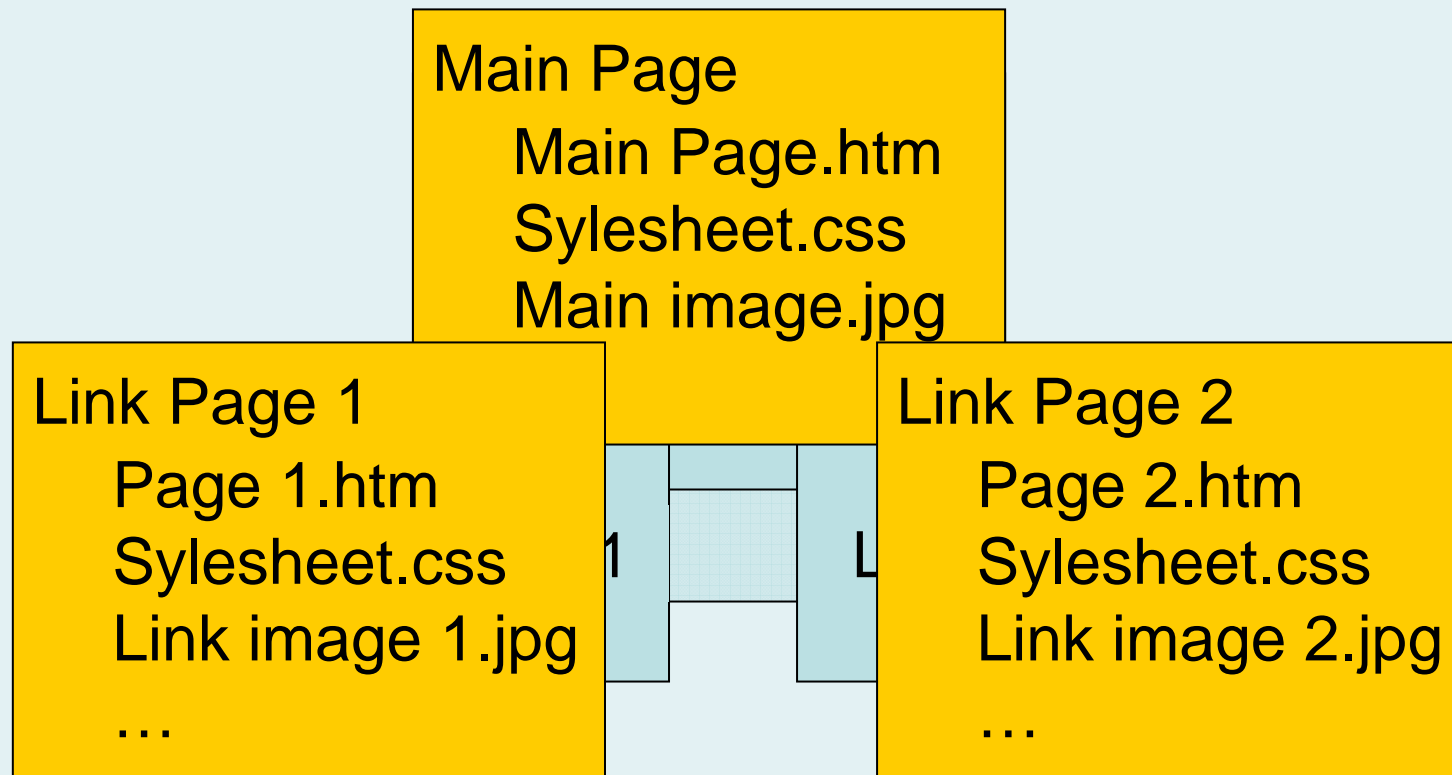 Main Page
Main Page.htm
Sylesheet.css
Main image.jpg
Link Page 1
Page 1.htm
Sylesheet.css
Link image 1.jpg
…
1
L
Link Page 2
Page 2.htm
Sylesheet.css
Link image 2.jpg
…